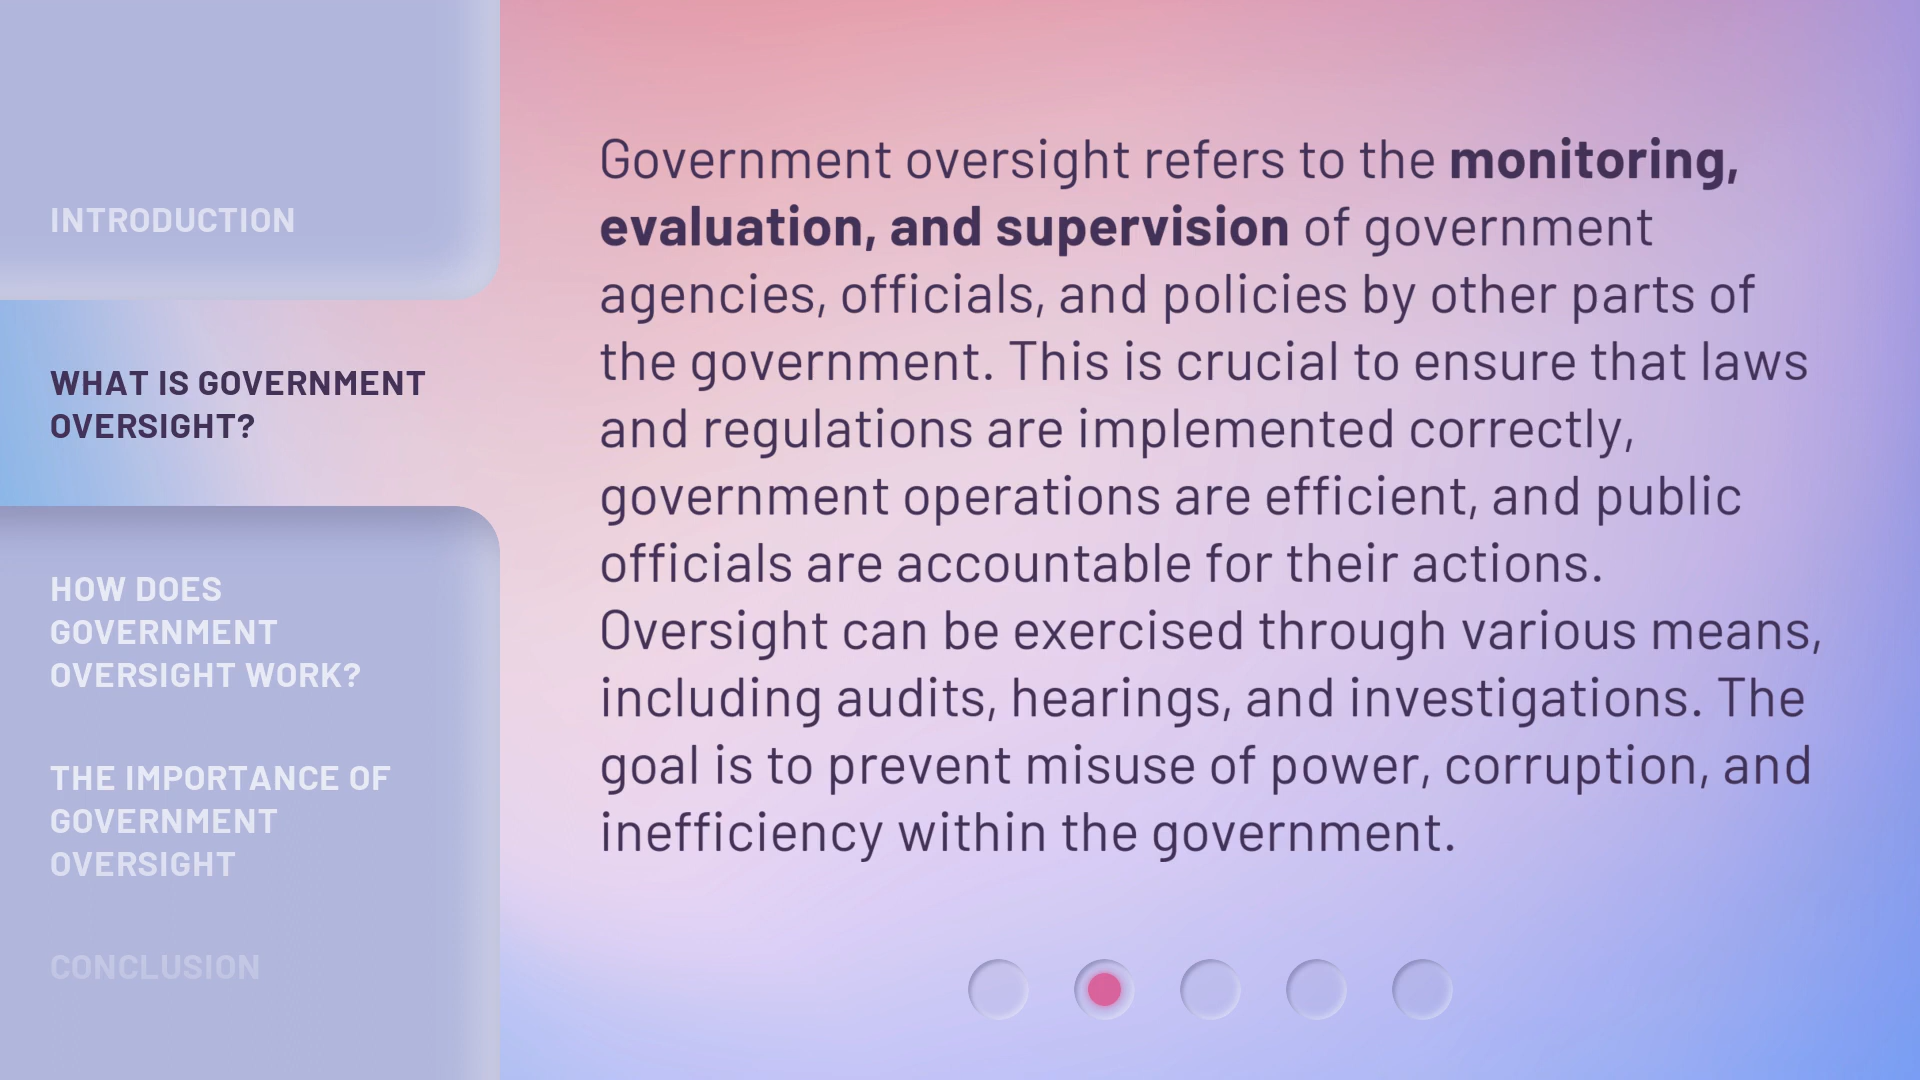 INTRODUCTION
WHAT IS GOVERNMENT
OVERSIGHT?
HOW DOES
GOVERNMENT
OVERSIGHT WORK?
THE IMPORTANCE OF
GOVERNMENT
OVERSIGHT
CONCLUSION
Government oversight refers to the monitoring,
evaluation, and supervision of government
agencies, officials, and policies by other parts of
the government. This is crucial to ensure that laws
and regulations are implemented correctly,
government operations are efficient, and public
officials are accountable for their actions.
Oversight can be exercised through various means,
including audits, hearings, and investigations. The
goal is to prevent misuse of power, corruption, and
inefficiency within the government.